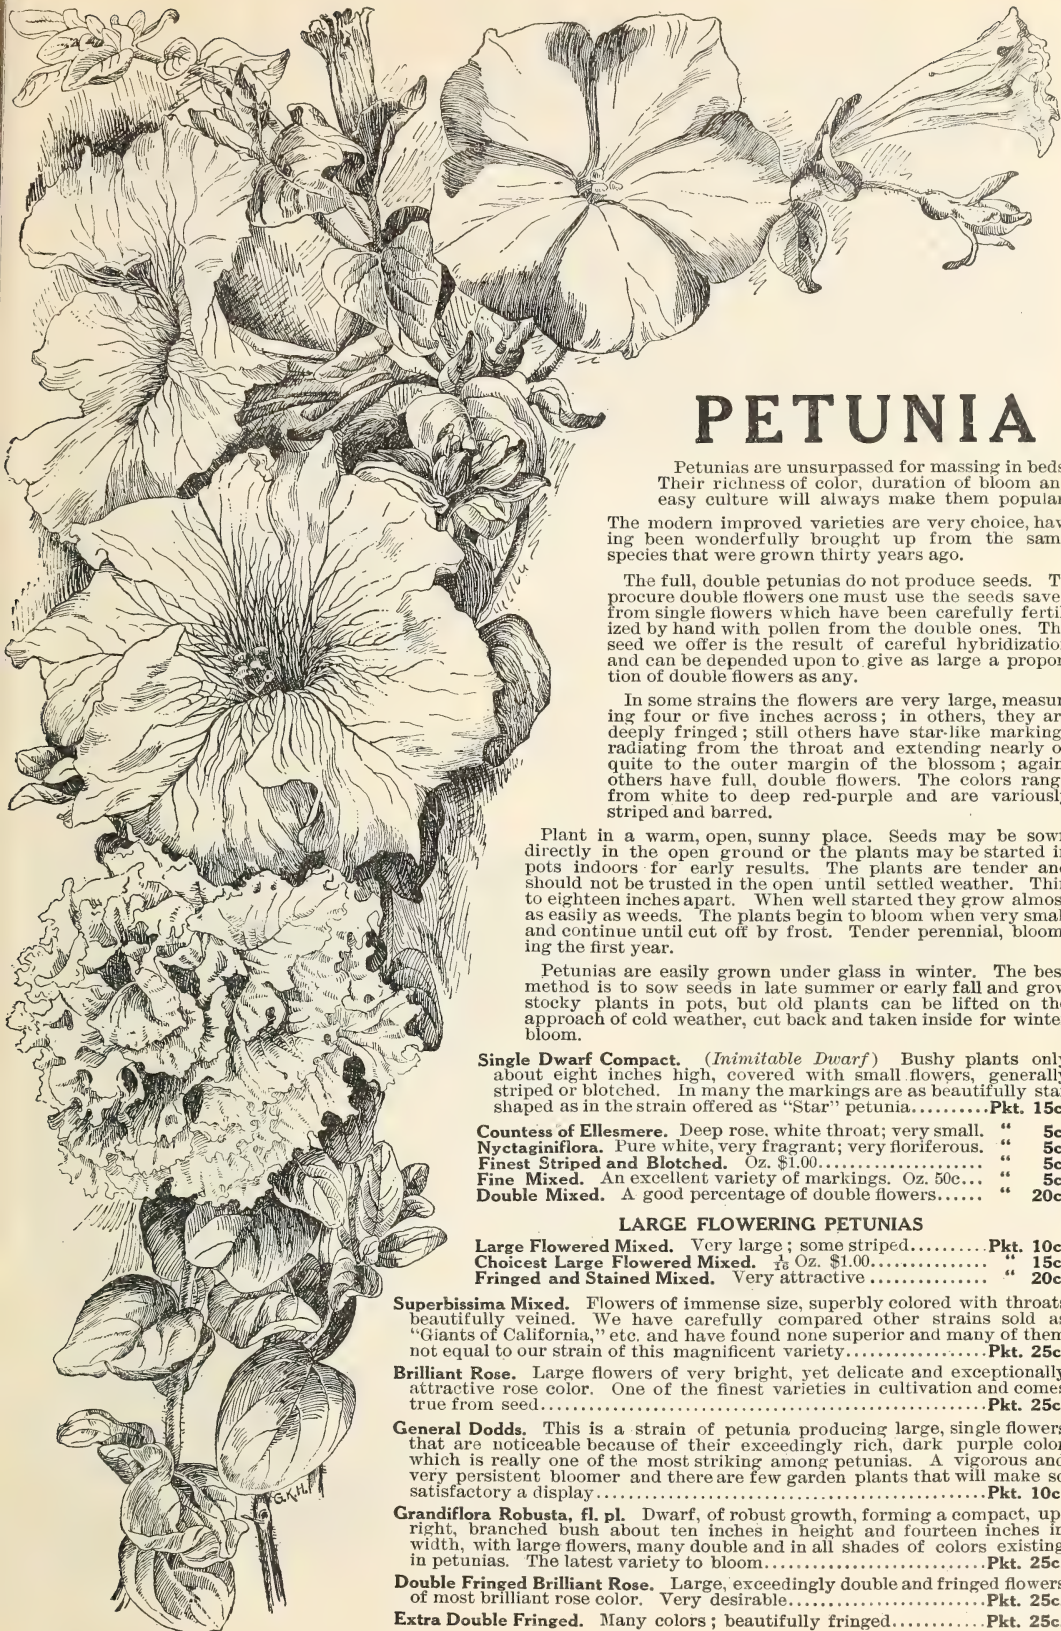 PETUNIA
Petunias are unsurpassed for massing in beds
Their richness of color, duration of bloom an
easy culture will always make them popular
The modern improved varieties are very choice, hav
ing been wonderfully brought up from the sam
species that were grown thirty years ago.
The full, double petunias do not produce seeds. T
procure double flowers one must use the seeds save
from single flowers which have been carefully fertil
ized by hand with pollen from the double ones. Th
seed we offer is the result of careful hybridizatio
and can be depended upon to give as large a propor
tion of double flowers as any.
In some strains the flowers are very large, measur
ing four or five inches across; in others, they ar
deeply fringed; still others have star-like marking
radiating from the throat and extending nearly o
quite to the outer margin of the blossom; again
others have full, double flowers. The colors rang
from white to deep red-purple and are variousl
striped and barred.
Plant in a warm, open, sunny place. Seeds may be sow
directly in the open ground or the plants may be started i
pots indoors for early results. The plants are tender an
should not be trusted in the open until settled weather. Thi
to eighteen inches apart. When well started they grow almos
as easily as weeds. The plants begin to bloom when very smal
and continue until cut off by frost. Tender perennial, bloom
ing the first year.
Petunias are easily grown under glass in winter. The bes
method is to sow seeds in late summer or early fall and grow
stocky plants in pots, but old plants can be lifted on th
approach of cold weather, cut back and taken inside for winte
bloom.
Single Dwarf Compact. (Inimitable Dwarf) Bushy plants onl
about eight inches high, covered with small flowers, generall
striped or blotched. In many the markings are as beautifully sta
shaped as in the strain offered as "Star" petunia..........Pkt. 15c
Countess of Ellesmere. Deep rose, white throat; very small. " 5c
Nyctaginiflora. Pure white, very fragrant; very floriferous. " 5c
Finest Striped and Blotched. Oz. $1.00...................... " 5c
Fine Mixed. An excellent variety of markings. Oz. 50c... " 5c
Double Mixed. A good percentage of double flowers...... " 20c
LARGE FLOWERING PETUNIAS
Large Flowered Mixed. Very large; some striped..........Pkt. 10c
Choicest Large Flowered Mixed. 1/16 Oz. $1.00............... " 15c
Fringed and Stained Mixed. Very attractive ................ " 20c
Superbissima Mixed. Flowers of immense size, superbly colored with throats
beautifully veined. We have carefully compared other strains sold as
"Giants of California," etc. and have found none superior and many of them
not equal to our strain of this magnificent variety..................Pkt. 25c
Brilliant Rose. Large flowers of very bright, yet delicate and exceptionally
attractive rose color. One of the finest varieties in cultivation and comes
true from seed..........................................................Pkt. 25c
General Dodds. This is a strain of petunia producing large, single flowers
that are noticeable because of their exceedingly rich, dark purple color
which is really one of the most striking among petunias. A vigorous and
very persistent bloomer and there are few garden plants that will make so
satisfactory a display..................................................Pkt. 10c
Grandiflora Robusta, fl. pl. Dwarf, of robust growth, forming a compact, up
right, branched bush about ten inches in height and fourteen inches in
width, with large flowers, many double and in all shades of colors existing
in petunias. The latest variety to bloom................................Pkt. 25c
Double Fringed Brilliant Rose. Large, exceedingly double and fringed flowers
of most brilliant rose color. Very desirable............................Pkt. 25c
Extra Double Fringed. Many colors; beautifully fringed............Pkt. 25c
G.K.H.